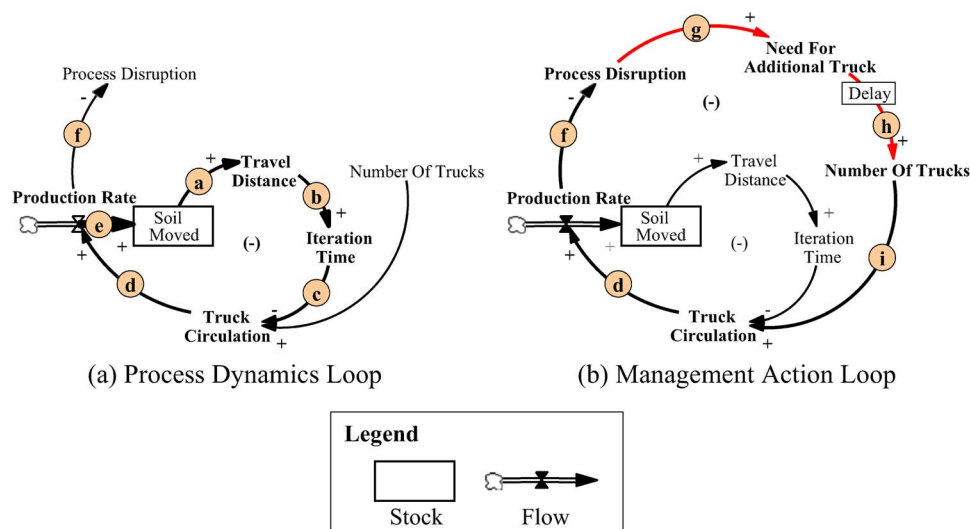 Process Disruption
-
f
Production Rate
e
+
+
Soil
Moved
a
+
Travel
Distance
b
+
Iteration
Time
(-)
c
-
d
Truck
Circulation
+
Number Of Trucks
(a) Process Dynamics Loop
g
+
Need For
Additional Truck
Process Disruption
(-)
Delay
h
+
-
f
Number Of Trucks
Production Rate
+
Travel
Distance
Soil
Moved
+
+
(-)
+
Iteration
Time
i
d
-
Truck
Circulation
+
(b) Management Action Loop
Legend
Stock
Flow